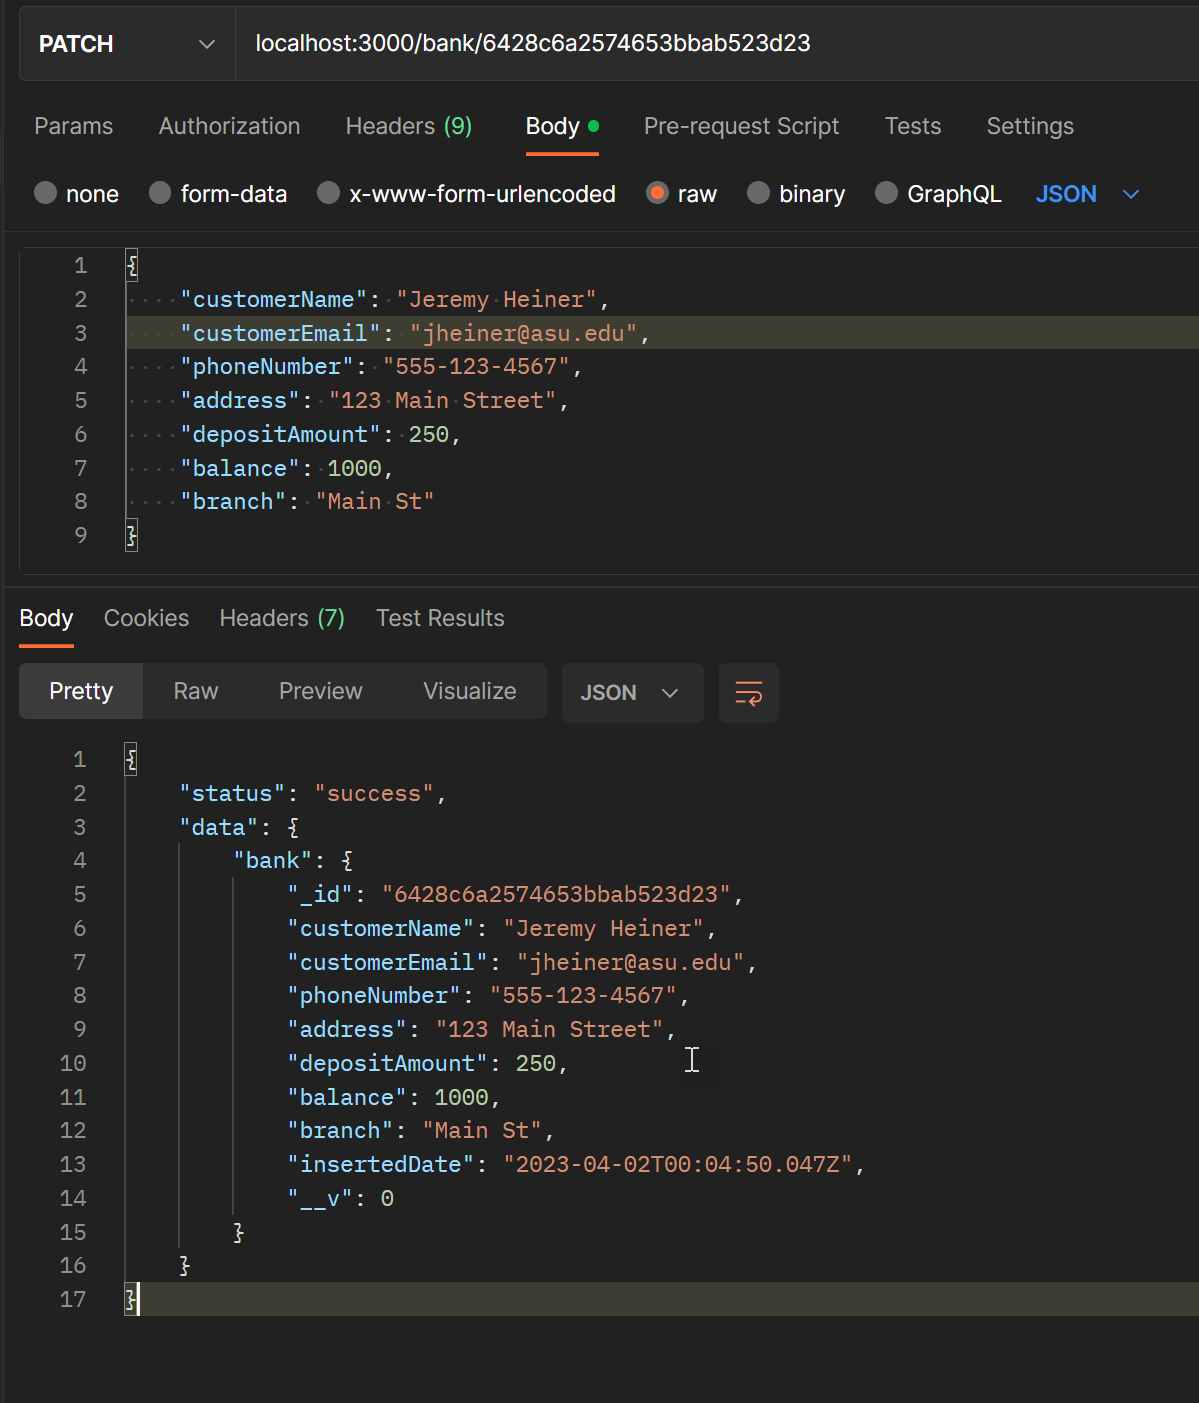 PATCH localhost:3000/bank/6428c6a2574653bbab523d23
Params Authorization Headers (9) Body Pre-request Script Tests Settings
none form-data x-www-form-urlencoded raw binary GraphQL JSON
1 {
2 "customerName": "Jeremy Heiner",
3 "customerEmail": "jheiner@asu.edu",
4 "phoneNumber": "555-123-4567",
5 "address": "123 Main Street",
6 "depositAmount": 250,
7 "balance": 1000,
8 "branch": "Main St"
9 }
Body Cookies Headers (7) Test Results
Pretty Raw Preview Visualize JSON
1 {
2 "status": "success",
3 "data": {
4 "bank": {
5 "_id": "6428c6a2574653bbab523d23",
6 "customerName": "Jeremy Heiner",
7 "customerEmail": "jheiner@asu.edu",
8 "phoneNumber": "555-123-4567",
9 "address": "123 Main Street",
10 "depositAmount": 250,
11 "balance": 1000,
12 "branch": "Main St",
13 "insertedDate": "2023-04-02T00:04:50.047Z",
14 "__v": 0
15 }
16 }
17 }